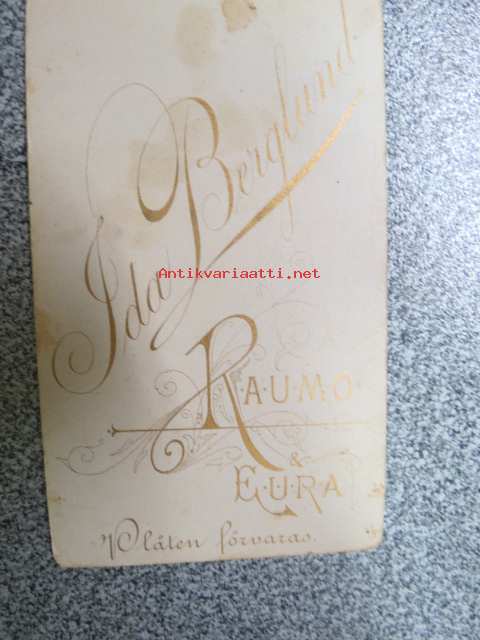 Ida Berglund
Antikvariaatti.net
RAUMO
&
EURA
Plåten förvaras.